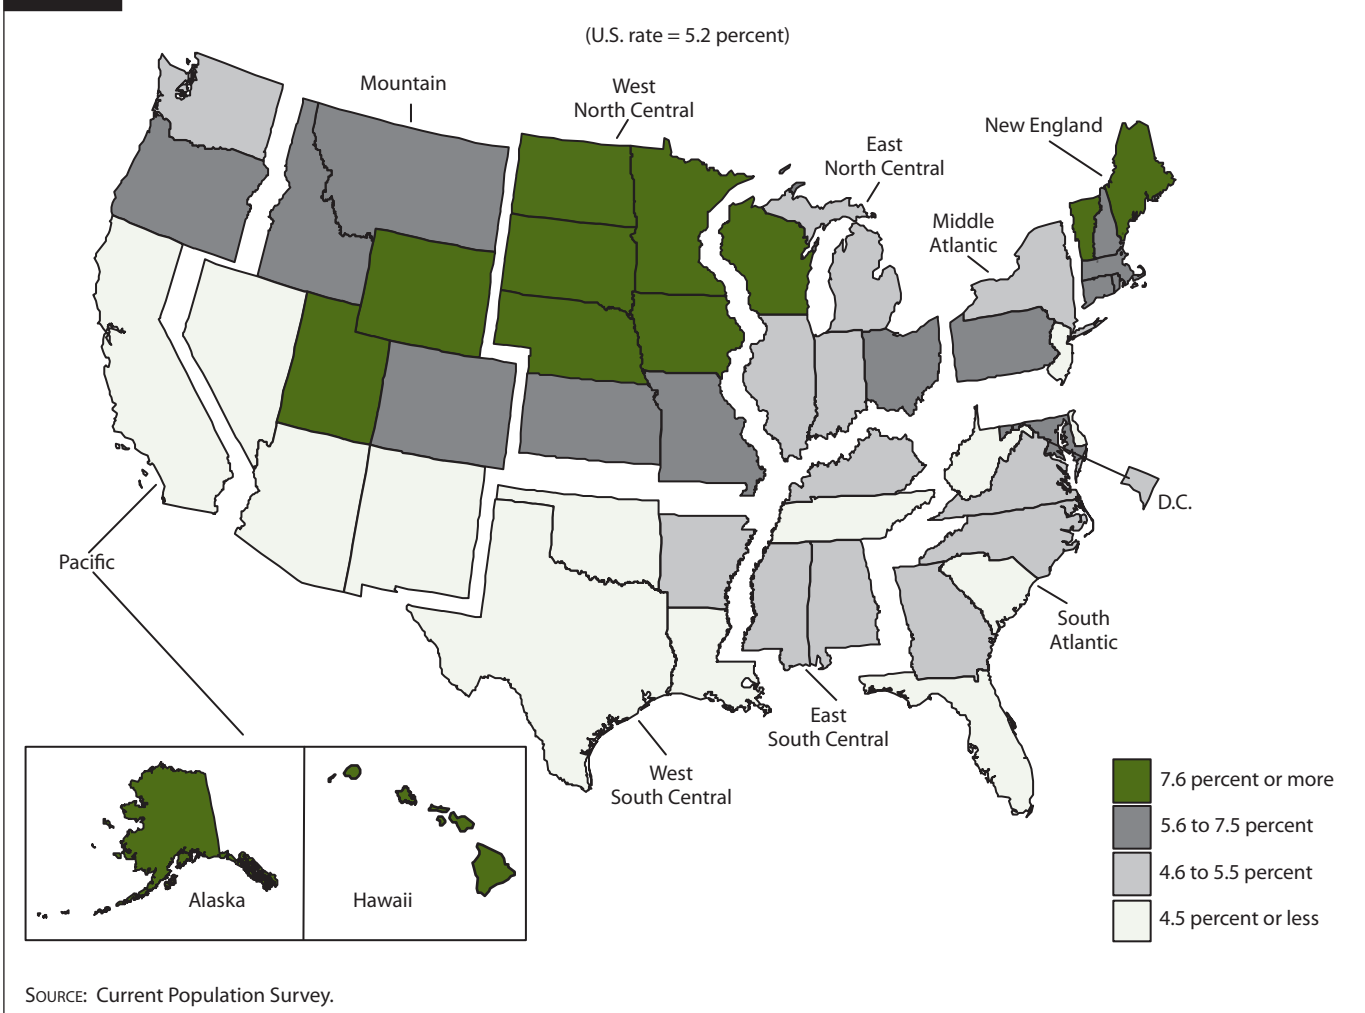 (U.S. rate = 5.2 percent)
Mountain
West
North Central
New England
East
North Central
Middle
Atlantic
D.C.
Pacific
South
Atlantic
East
South Central
West
South Central
7.6 percent or more
5.6 to 7.5 percent
4.6 to 5.5 percent
4.5 percent or less
Alaska
Hawaii
SOURCE: Current Population Survey.